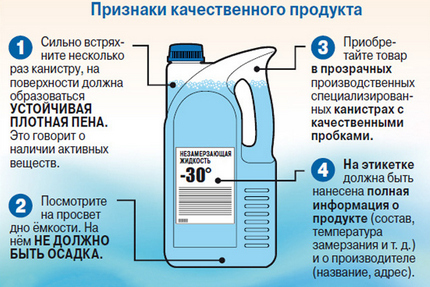 Признаки качественного продукта
1
Сильно встрях-
ните несколько
раз канистру, на
поверхности должна
образоваться
УСТОЙЧИВАЯ
ПЛОТНАЯ ПЕНА.
Это говорит о
наличии активных
веществ.
2
Посмотрите
на просвет
дно ёмкости. На
нём НЕ ДОЛЖНО
БЫТЬ ОСАДКА.
НЕЗАМЕРЗАЮЩАЯ
ЖИДКОСТЬ
-30°
3
Приобре-
тайте товар
в прозрачных
производственных
специализирован-
ных канистрах с
качественными
пробками.
4
На этикетке
должна быть
нанесена полная
информация о
продукте (состав,
температура
замерзания и т. д.)
и о производителе
(название, адрес).